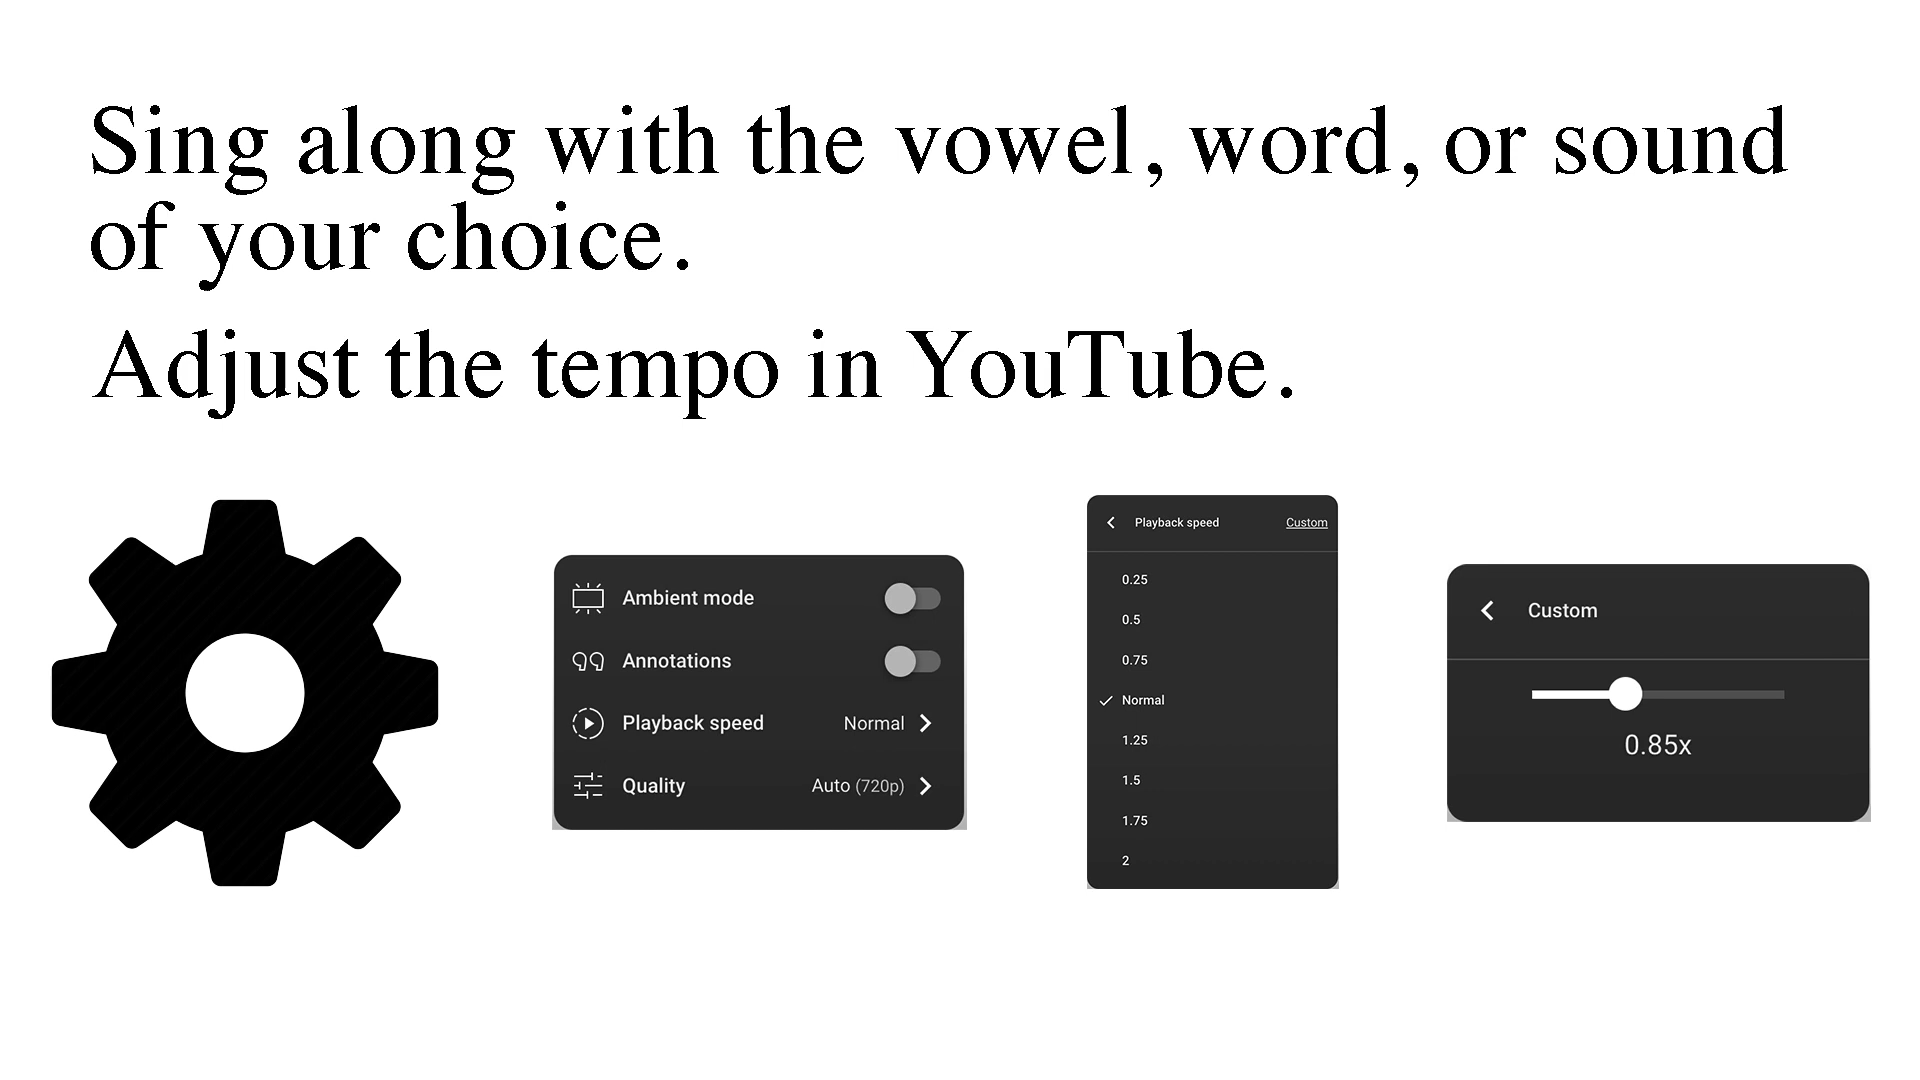 Sing along with the vowel, word, or sound
of your choice.
Adjust the tempo in YouTube.
Ambient mode
Annotations
Playback speed Normal
Quality Auto (720p)
Playback speed Custom
0.25
0.5
0.75
Normal
1.25
1.5
1.75
2
Custom
0.85x